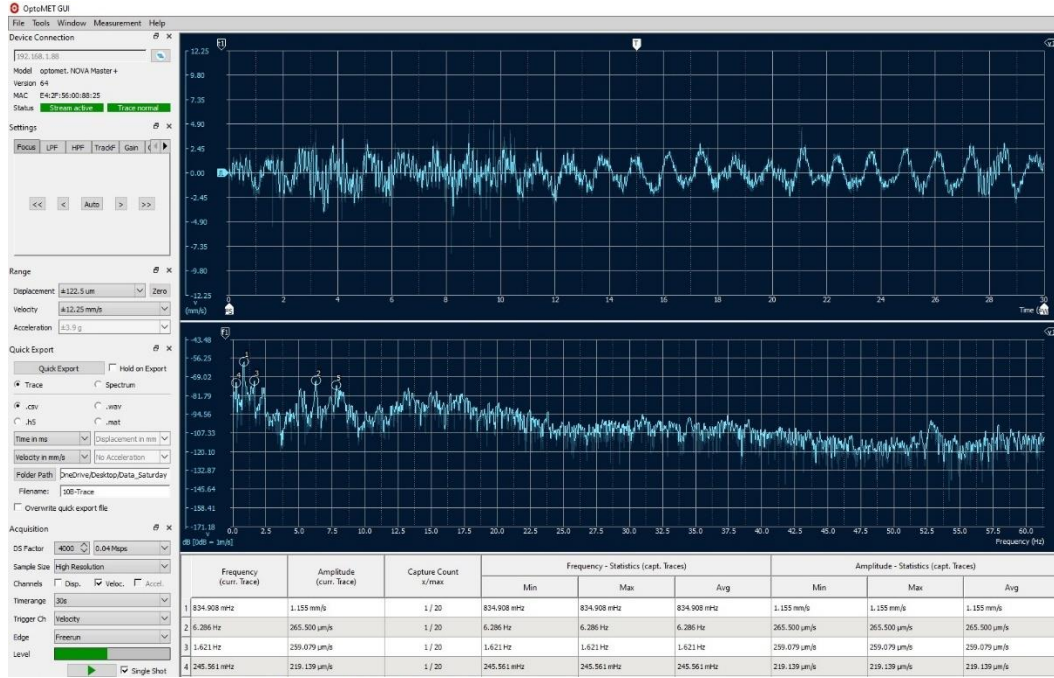 OptoMET GUI
File Tools Window Measurement Help
Device Connection
192.168.1.88
Model optomet. NOVA Master+
Version 64
MAC E4:2F:56:00:88:25
Status Stream active Trace normal
Settings
Focus LPF HPF TrackF Gain
<< < Auto > >>
Range
Displacement ±122.5 um Zero
Velocity ±12.25 mm/s
Acceleration ±3.9 g
Quick Export
Quick Export Hold on Export
Trace Spectrum
.csv .wav
.h5 .mat
Time in ms Displacement in mm
Velocity in mm/s No Acceleration
Folder Path OneDrive/Desktop/Data_Saturday
Filename: 10B-Trace
Overwrite quick export file
Acquisition
DS Factor 4000 0.04 Msps
Sample Size High Resolution
Channels Disp. Veloc. Accel.
Timerange 30s
Trigger Ch Velocity
Edge Freerun
Level
Single Shot
F1 T V
12.25
9.80
7.35
4.90
2.45
0.00
-2.45
-4.90
-7.35
-9.80
-12.25
v
(mm/s)
0 2 4 6 8 10 12 14 16 18 20 22 24 26 28 30
Time
F1
-43.48
-56.25
-69.02
-81.79
-94.56
-107.33
-120.10
-132.87
-145.64
-158.41
-171.18
v
dB [0dB = 1m/s]
4 1 3 2 5
0.0 2.5 5.0 7.5 10.0 12.5 15.0 17.5 20.0 22.5 25.0 27.5 30.0 32.5 35.0 37.5 40.0 42.5 45.0 47.5 50.0 52.5 55.0 57.5 60.0
Frequency (Hz)
Frequency (curr. Trace) Amplitude (curr. Trace) Capture Count x/max Frequency - Statistics (capt. Traces) Amplitude - Statistics (capt. Traces)
Min Max Avg Min Max Avg
1 834.908 mHz 1.155 mm/s 1 / 20 834.908 mHz 834.908 mHz 834.908 mHz 1.155 mm/s 1.155 mm/s 1.155 mm/s
2 6.286 Hz 265.500 µm/s 1 / 20 6.286 Hz 6.286 Hz 6.286 Hz 265.500 µm/s 265.500 µm/s 265.500 µm/s
3 1.621 Hz 259.079 µm/s 1 / 20 1.621 Hz 1.621 Hz 1.621 Hz 259.079 µm/s 259.079 µm/s 259.079 µm/s
4 245.561 mHz 219.139 µm/s 1 / 20 245.561 mHz 245.561 mHz 245.561 mHz 219.139 µm/s 219.139 µm/s 219.139 µm/s